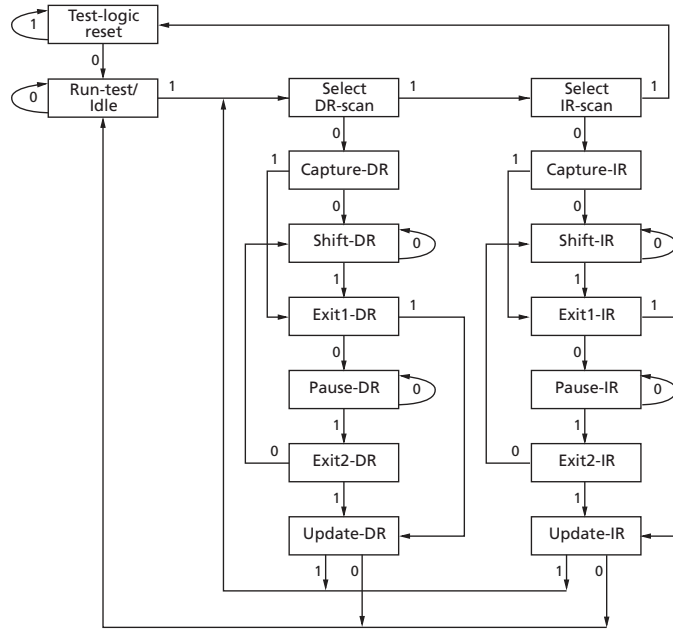 Test-logic
reset
1
0
Run-test/
Idle
0
1
Select
DR-scan
1
Select
IR-scan
1
0
0
Capture-DR
1
Capture-IR
1
0
0
Shift-DR
0
Shift-IR
0
1
1
Exit1-DR
1
Exit1-IR
1
0
0
Pause-DR
0
Pause-IR
0
1
1
Exit2-DR
0
Exit2-IR
0
1
1
Update-DR
Update-IR
1
0
1
0